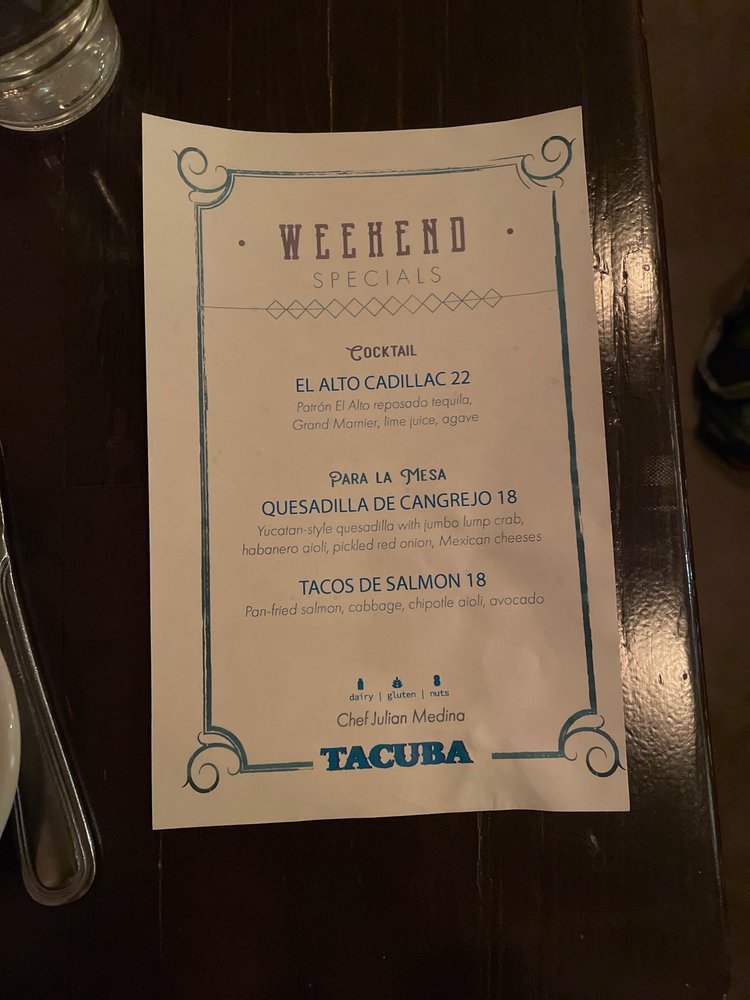 WEEKEND
SPECIALS
COCKTAIL
EL ALTO CADILLAC 22
Patrón El Alto reposado tequila,
Grand Marnier, lime juice, agave
PARA LA MESA
QUESADILLA DE CANGREJO 18
Yucatan-style quesadilla with jumbo lump crab,
habanero aioli, pickled red onion, Mexican cheeses
TACOS DE SALMON 18
Pan-fried salmon, cabbage, chipotle aioli, avocado
dairy | gluten | nuts
Chef Julian Medina
TACUBA